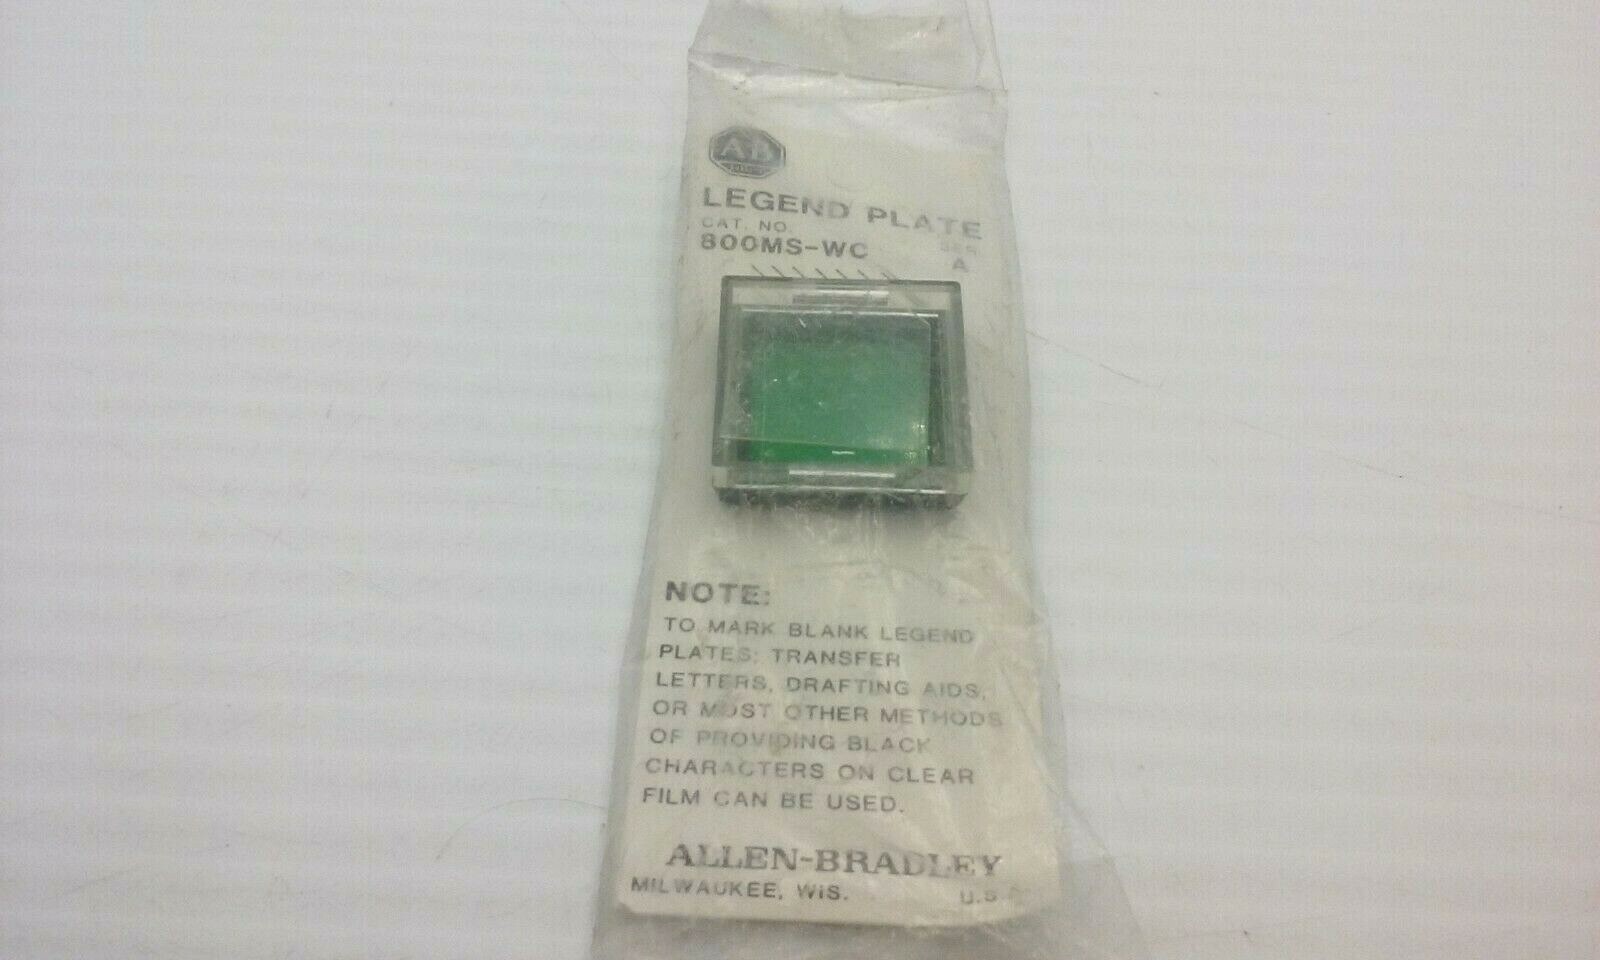 AB
LEGEND PLATE
CAT. NO. SER.
800MS-WC A
NOTE:
TO MARK BLANK LEGEND
PLATES: TRANSFER
LETTERS, DRAFTING AIDS,
OR MOST OTHER METHODS
OF PROVIDING BLACK
CHARACTERS ON CLEAR
FILM CAN BE USED.
ALLEN-BRADLEY
MILWAUKEE, WIS. U.S.